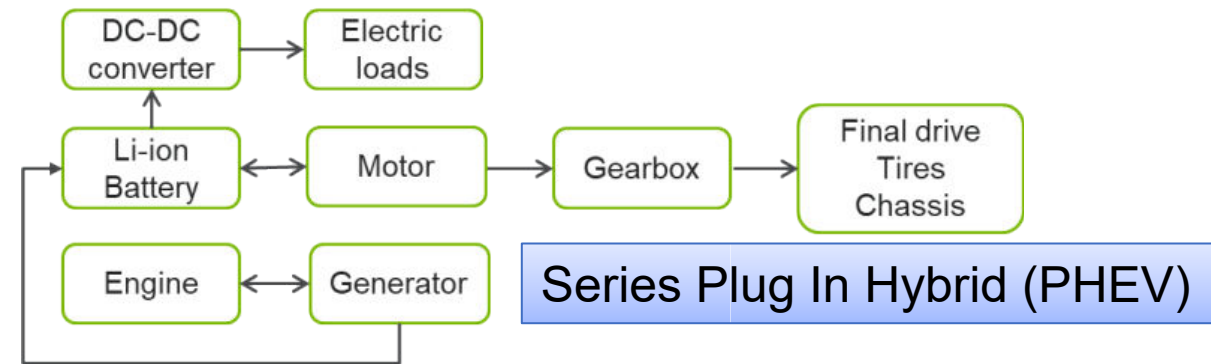 DC-DC
converter
Electric
loads
Li-ion
Battery
Motor
Gearbox
Final drive
Tires
Chassis
Engine
Generator
Series Plug In Hybrid (PHEV)